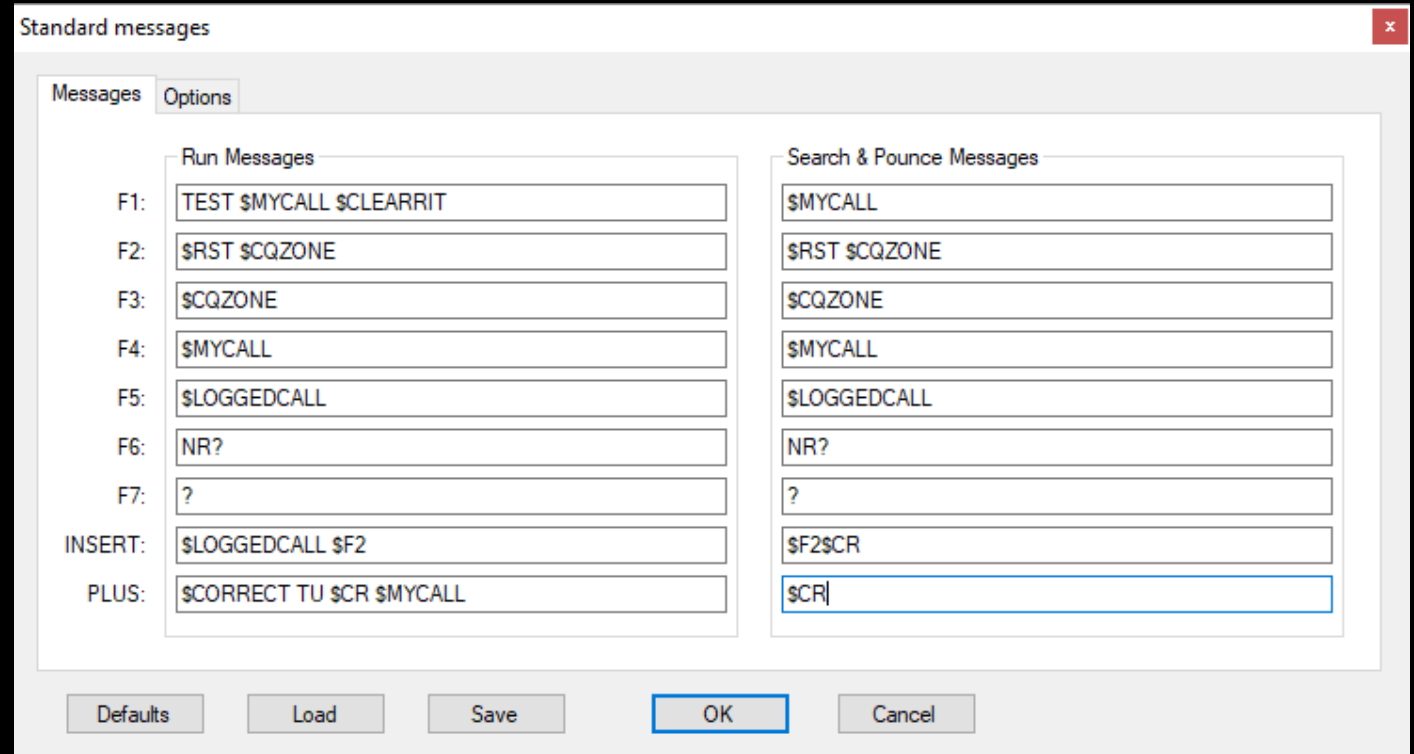 Standard messages
x
Messages Options
Run Messages Search & Pounce Messages
F1: TEST $MYCALL $CLEARRIT $MYCALL
F2: $RST $CQZONE $RST $CQZONE
F3: $CQZONE $CQZONE
F4: $MYCALL $MYCALL
F5: $LOGGEDCALL $LOGGEDCALL
F6: NR? NR?
F7: ? ?
INSERT: $LOGGEDCALL $F2 $F2$CR
PLUS: $CORRECT TU $CR $MYCALL $CR
Defaults Load Save OK Cancel